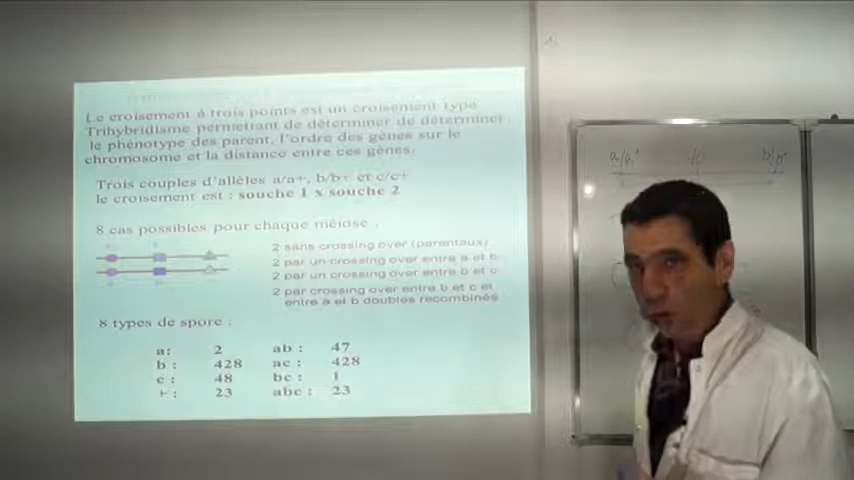 Le croisement à trois points est un croisement type
Trihybridisme permettant de déterminer de déterminer
le phénotype des parent, l'ordre des gènes sur le
chromosome et la distance entre ces gènes.
Trois couples d'allèles a/a+, b/b+ et c/c+
le croisement est : souche 1 x souche 2
8 cas possibles pour chaque méiose :
2 sans crossing over (parentaux)
2 par un crossing over entre a et b
2 par un crossing over entre b et c
2 par crossing over entre b et c et
entre a et b doubles recombinés
8 types de spore :
a: 2 ab : 47
b : 428 ac : 428
c : 48 bc : 1
+ : 23 abc : 23